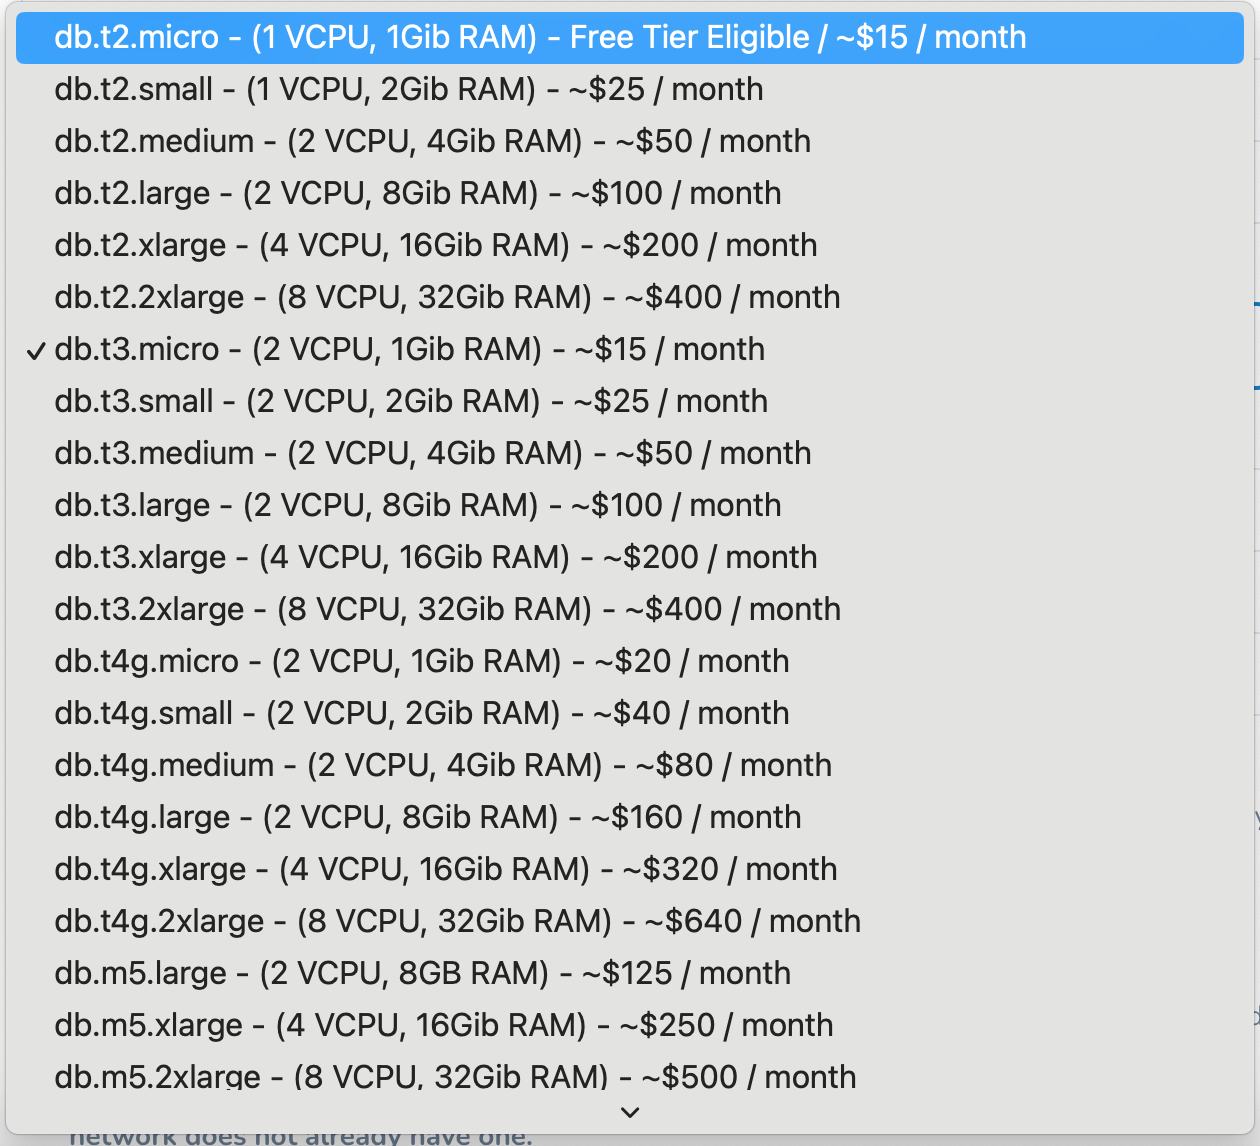 db.t2.micro - (1 VCPU, 1Gib RAM) - Free Tier Eligible / ~$15 / month
db.t2.small - (1 VCPU, 2Gib RAM) - ~$25 / month
db.t2.medium - (2 VCPU, 4Gib RAM) - ~$50 / month
db.t2.large - (2 VCPU, 8Gib RAM) - ~$100 / month
db.t2.xlarge - (4 VCPU, 16Gib RAM) - ~$200 / month
db.t2.2xlarge - (8 VCPU, 32Gib RAM) - ~$400 / month
✓ db.t3.micro - (2 VCPU, 1Gib RAM) - ~$15 / month
db.t3.small - (2 VCPU, 2Gib RAM) - ~$25 / month
db.t3.medium - (2 VCPU, 4Gib RAM) - ~$50 / month
db.t3.large - (2 VCPU, 8Gib RAM) - ~$100 / month
db.t3.xlarge - (4 VCPU, 16Gib RAM) - ~$200 / month
db.t3.2xlarge - (8 VCPU, 32Gib RAM) - ~$400 / month
db.t4g.micro - (2 VCPU, 1Gib RAM) - ~$20 / month
db.t4g.small - (2 VCPU, 2Gib RAM) - ~$40 / month
db.t4g.medium - (2 VCPU, 4Gib RAM) - ~$80 / month
db.t4g.large - (2 VCPU, 8Gib RAM) - ~$160 / month
db.t4g.xlarge - (4 VCPU, 16Gib RAM) - ~$320 / month
db.t4g.2xlarge - (8 VCPU, 32Gib RAM) - ~$640 / month
db.m5.large - (2 VCPU, 8GB RAM) - ~$125 / month
db.m5.xlarge - (4 VCPU, 16Gib RAM) - ~$250 / month
db.m5.2xlarge - (8 VCPU, 32Gib RAM) - ~$500 / month
network does not already have one.